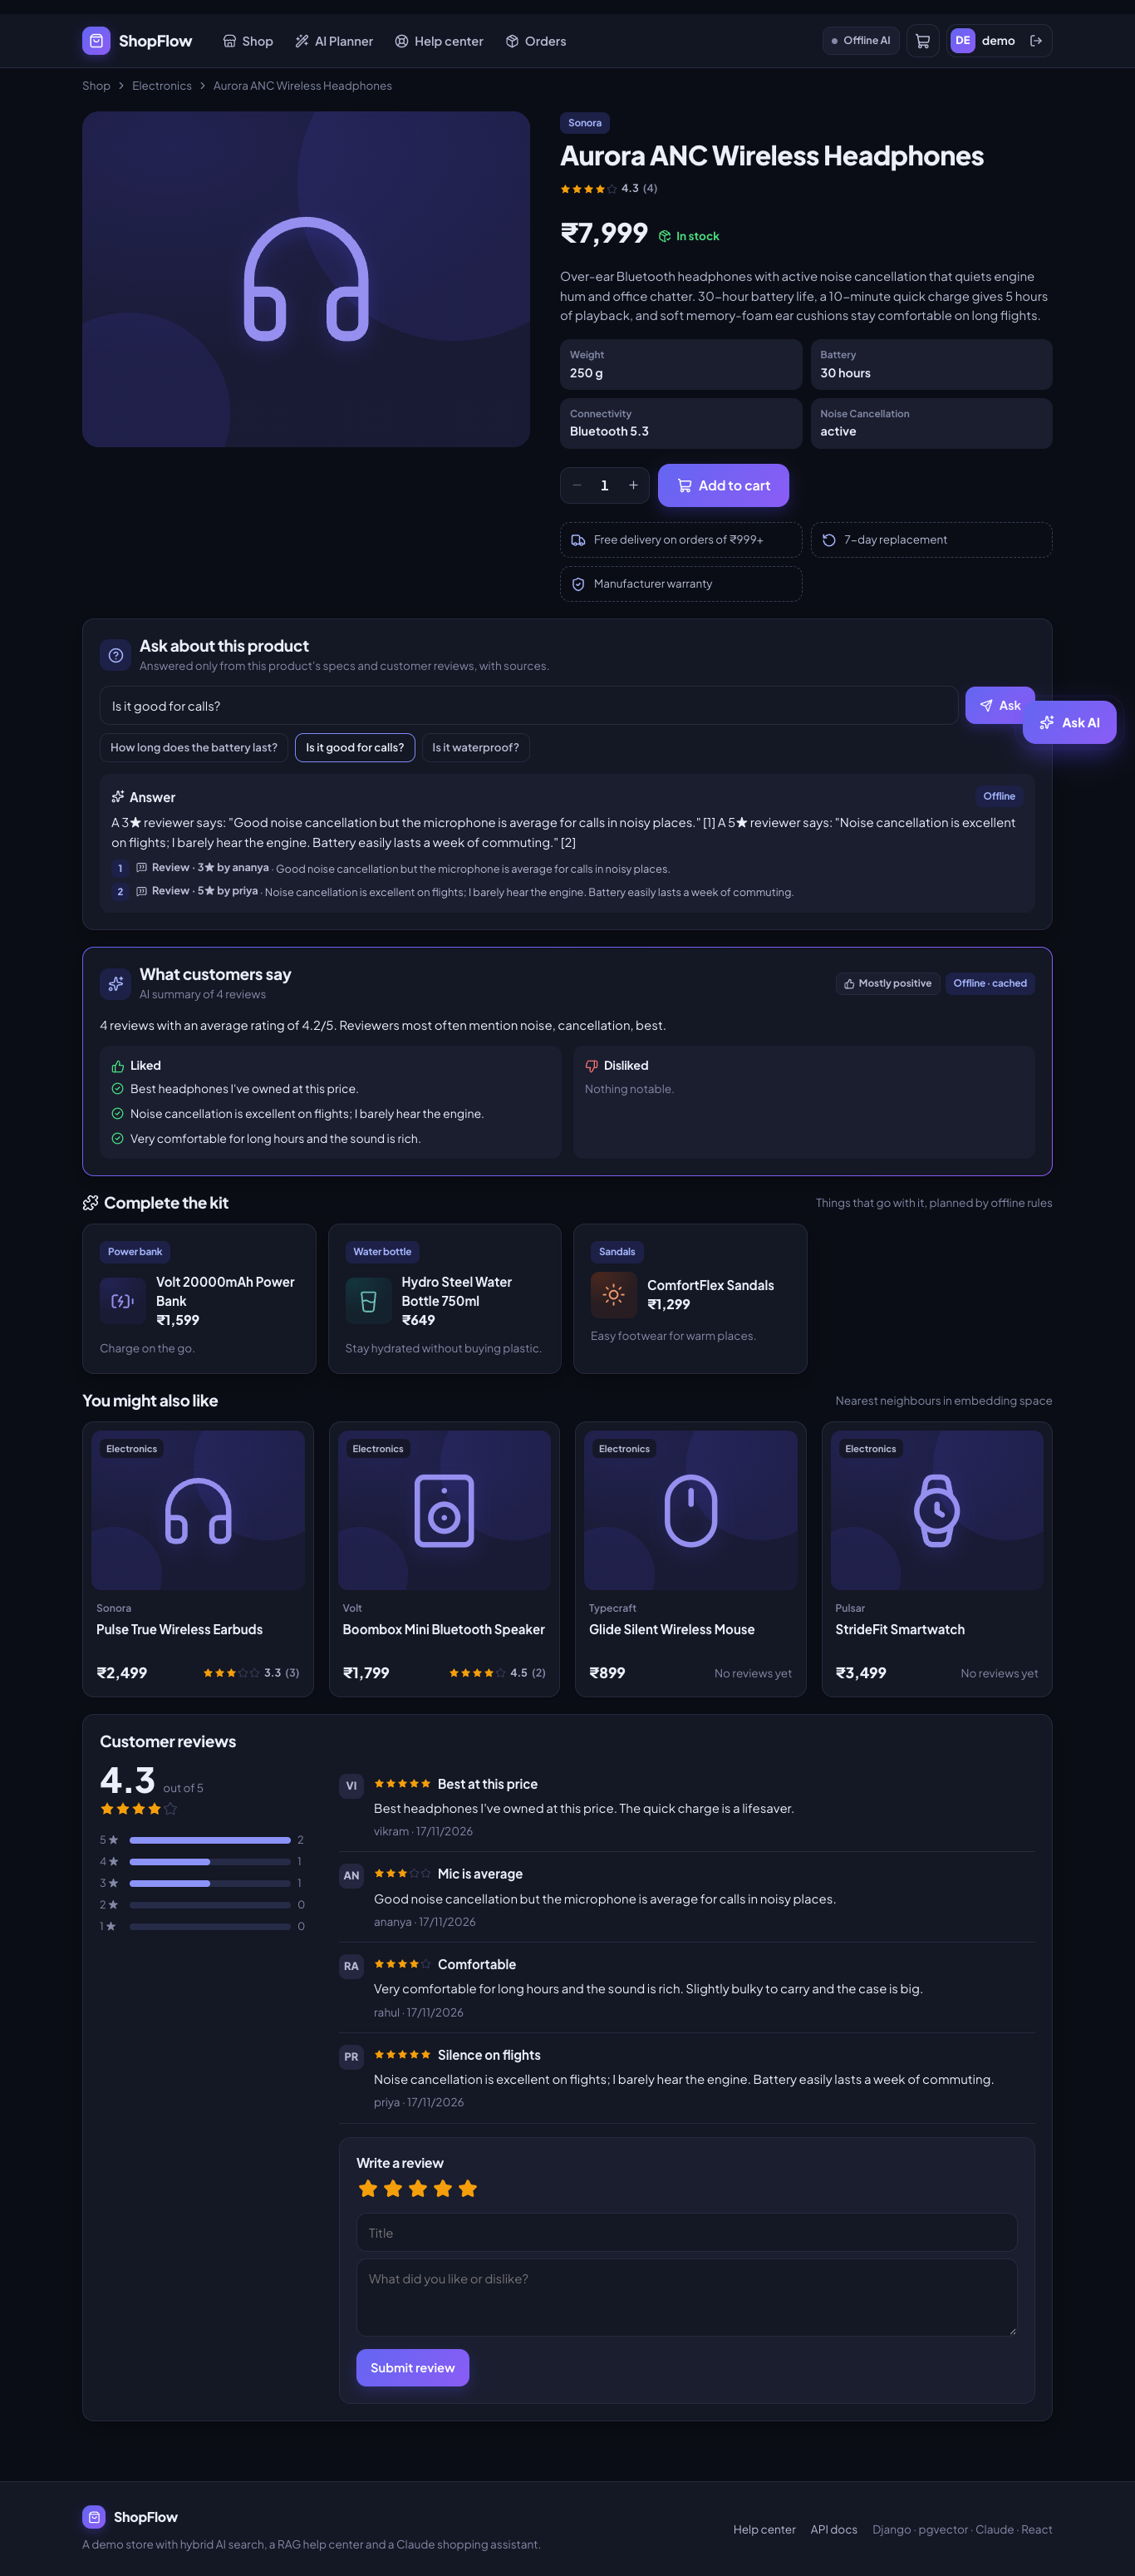 ShopFlow
Shop
AI Planner
Help center
Orders
Offline AI
DE
demo
Shop > Electronics > Aurora ANC Wireless Headphones
Sonora
Aurora ANC Wireless Headphones
4.3 (4)
₹7,999
In stock
Over-ear Bluetooth headphones with active noise cancellation that quiets engine
hum and office chatter. 30-hour battery life, a 10-minute quick charge gives 5 hours
of playback, and soft memory-foam ear cushions stay comfortable on long flights.
Weight
250 g
Battery
30 hours
Connectivity
Bluetooth 5.3
Noise Cancellation
active
− 1 +
Add to cart
Free delivery on orders of ₹999+
7-day replacement
Manufacturer warranty
Ask about this product
Answered only from this product's specs and customer reviews, with sources.
Is it good for calls?
Ask
Ask AI
How long does the battery last?
Is it good for calls?
Is it waterproof?
Answer
Offline
A 3★ reviewer says: "Good noise cancellation but the microphone is average for calls in noisy places." [1] A 5★ reviewer says: "Noise cancellation is excellent
on flights; I barely hear the engine. Battery easily lasts a week of commuting." [2]
1 Review · 3★ by ananya · Good noise cancellation but the microphone is average for calls in noisy places.
2 Review · 5★ by priya · Noise cancellation is excellent on flights; I barely hear the engine. Battery easily lasts a week of commuting.
What customers say
AI summary of 4 reviews
Mostly positive
Offline · cached
4 reviews with an average rating of 4.2/5. Reviewers most often mention noise, cancellation, best.
Liked
Best headphones I've owned at this price.
Noise cancellation is excellent on flights; I barely hear the engine.
Very comfortable for long hours and the sound is rich.
Disliked
Nothing notable.
Complete the kit
Things that go with it, planned by offline rules
Power bank
Volt 20000mAh Power
Bank
₹1,599
Charge on the go.
Water bottle
Hydro Steel Water
Bottle 750ml
₹649
Stay hydrated without buying plastic.
Sandals
ComfortFlex Sandals
₹1,299
Easy footwear for warm places.
You might also like
Nearest neighbours in embedding space
Electronics
Sonora
Pulse True Wireless Earbuds
₹2,499
3.3 (3)
Electronics
Volt
Boombox Mini Bluetooth Speaker
₹1,799
4.5 (2)
Electronics
Typecraft
Glide Silent Wireless Mouse
₹899
No reviews yet
Electronics
Pulsar
StrideFit Smartwatch
₹3,499
No reviews yet
Customer reviews
4.3 out of 5
5★ 2
4★ 1
3★ 1
2★ 0
1★ 0
VI
Best at this price
Best headphones I've owned at this price. The quick charge is a lifesaver.
vikram · 17/11/2026
AN
Mic is average
Good noise cancellation but the microphone is average for calls in noisy places.
ananya · 17/11/2026
RA
Comfortable
Very comfortable for long hours and the sound is rich. Slightly bulky to carry and the case is big.
rahul · 17/11/2026
PR
Silence on flights
Noise cancellation is excellent on flights; I barely hear the engine. Battery easily lasts a week of commuting.
priya · 17/11/2026
Write a review
Title
What did you like or dislike?
Submit review
ShopFlow
A demo store with hybrid AI search, a RAG help center and a Claude shopping assistant.
Help center
API docs
Django · pgvector · Claude · React